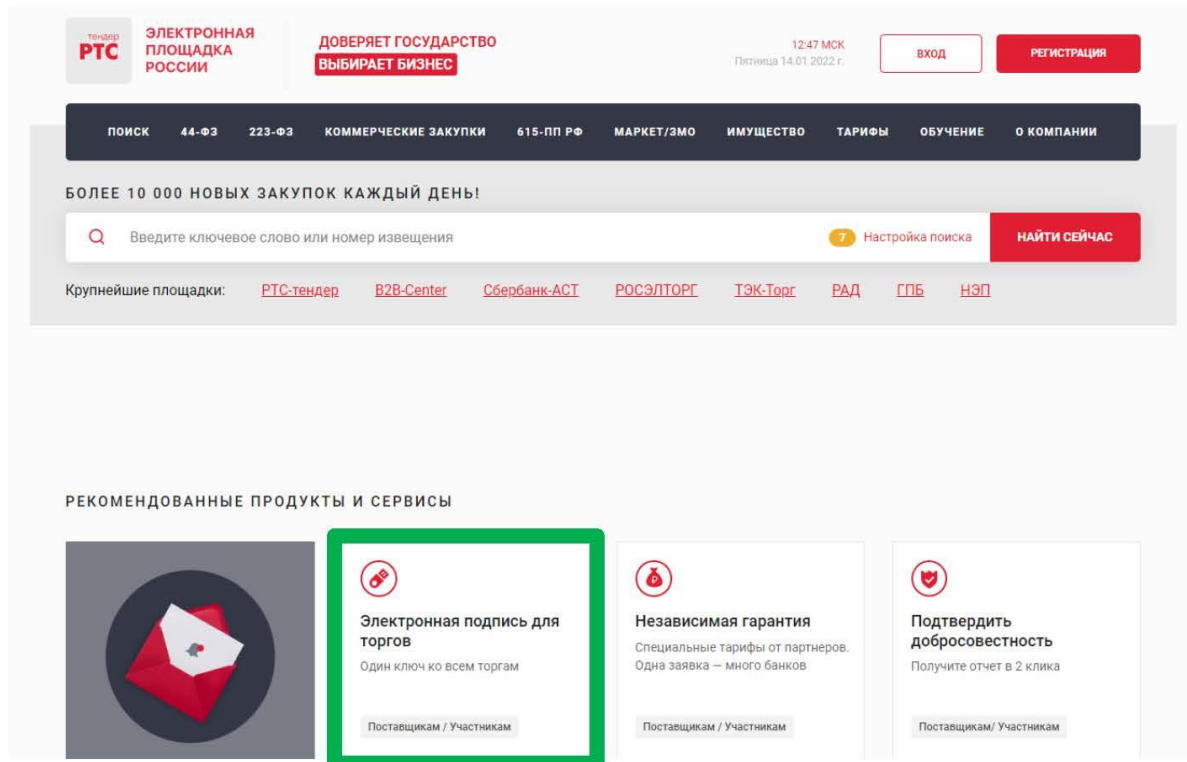 тендер
РТС
ЭЛЕКТРОННАЯ
ПЛОЩАДКА
РОССИИ
ДОВЕРЯЕТ ГОСУДАРСТВО
ВЫБИРАЕТ БИЗНЕС
12:47 МСК
Пятница 14.01.2022 г.
ВХОД
РЕГИСТРАЦИЯ
ПОИСК 44-ФЗ 223-ФЗ КОММЕРЧЕСКИЕ ЗАКУПКИ 615-ПП РФ МАРКЕТ/ЗМО ИМУЩЕСТВО ТАРИФЫ ОБУЧЕНИЕ О КОМПАНИИ
БОЛЕЕ 10 000 НОВЫХ ЗАКУПОК КАЖДЫЙ ДЕНЬ!
Введите ключевое слово или номер извещения 7 Настройка поиска НАЙТИ СЕЙЧАС
Крупнейшие площадки: РТС-тендер B2B-Center Сбербанк-АСТ РОСЭЛТОРГ ТЭК-Торг РАД ГПБ НЭП
РЕКОМЕНДОВАННЫЕ ПРОДУКТЫ И СЕРВИСЫ
Электронная подпись для
торгов
Один ключ ко всем торгам
Поставщикам / Участникам
Независимая гарантия
Специальные тарифы от партнеров.
Одна заявка — много банков
Поставщикам / Участникам
Подтвердить
добросовестность
Получите отчет в 2 клика
Поставщикам/ Участникам